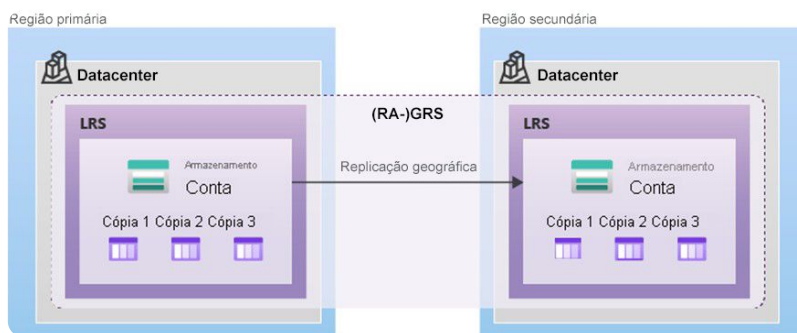 Região primária
Região secundária
Datacenter
Datacenter
(RA-)GRS
LRS
LRS
Replicação geográfica
Armazenamento
Conta
Armazenamento
Conta
Cópia 1 Cópia 2 Cópia 3
Cópia 1 Cópia 2 Cópia 3